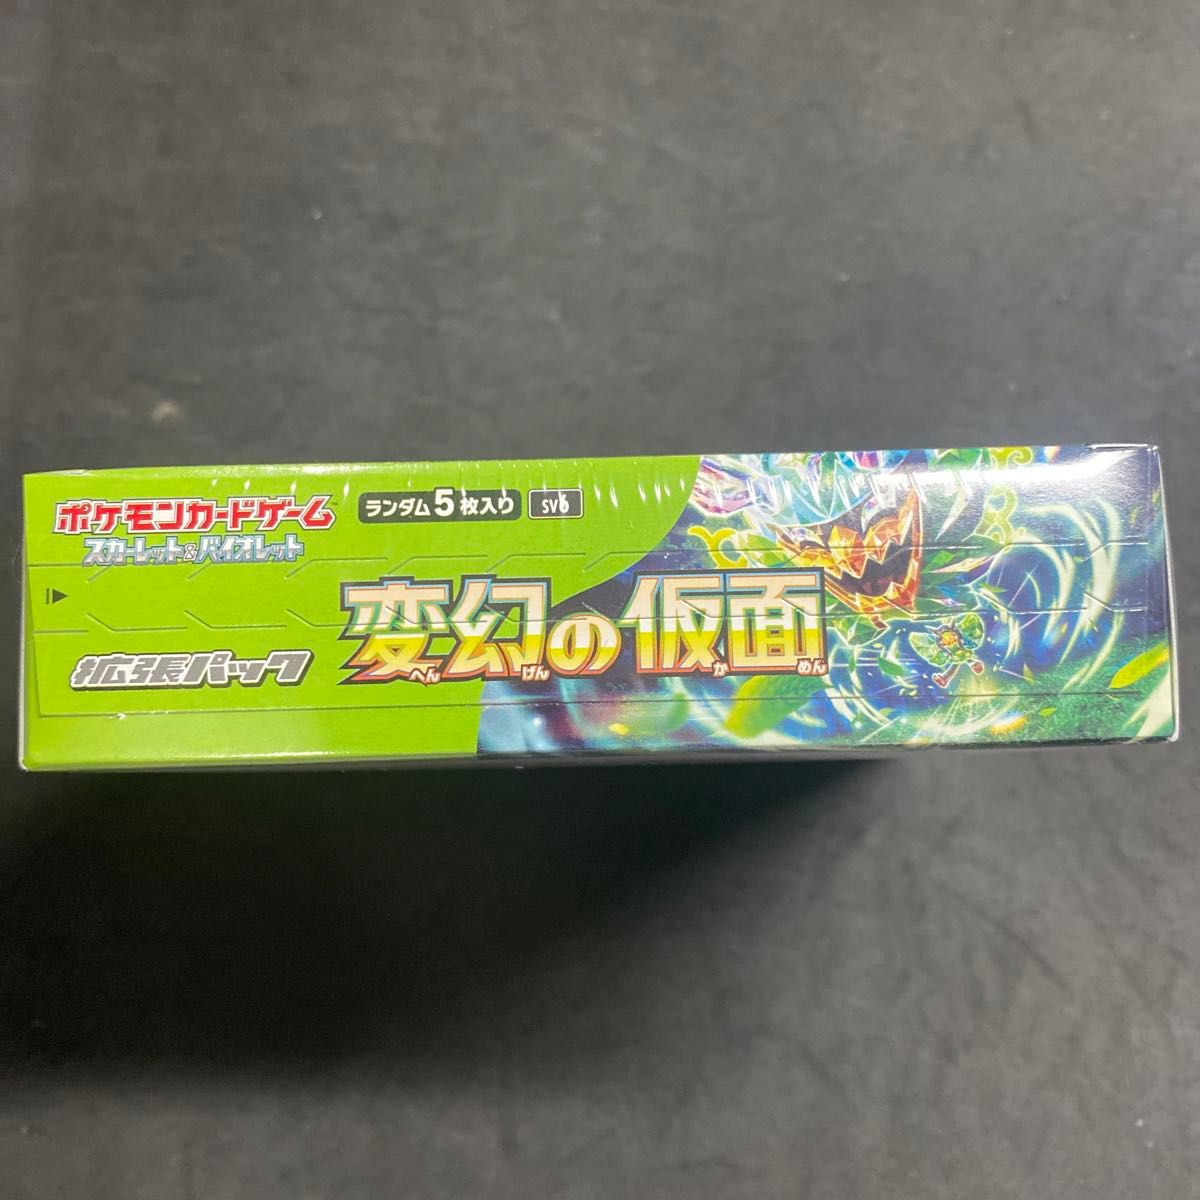 ポケモンカードゲーム
スカーレット&バイオレット
ランダム5枚入り
SV6
拡張パック
変幻の仮面
へん げん か めん